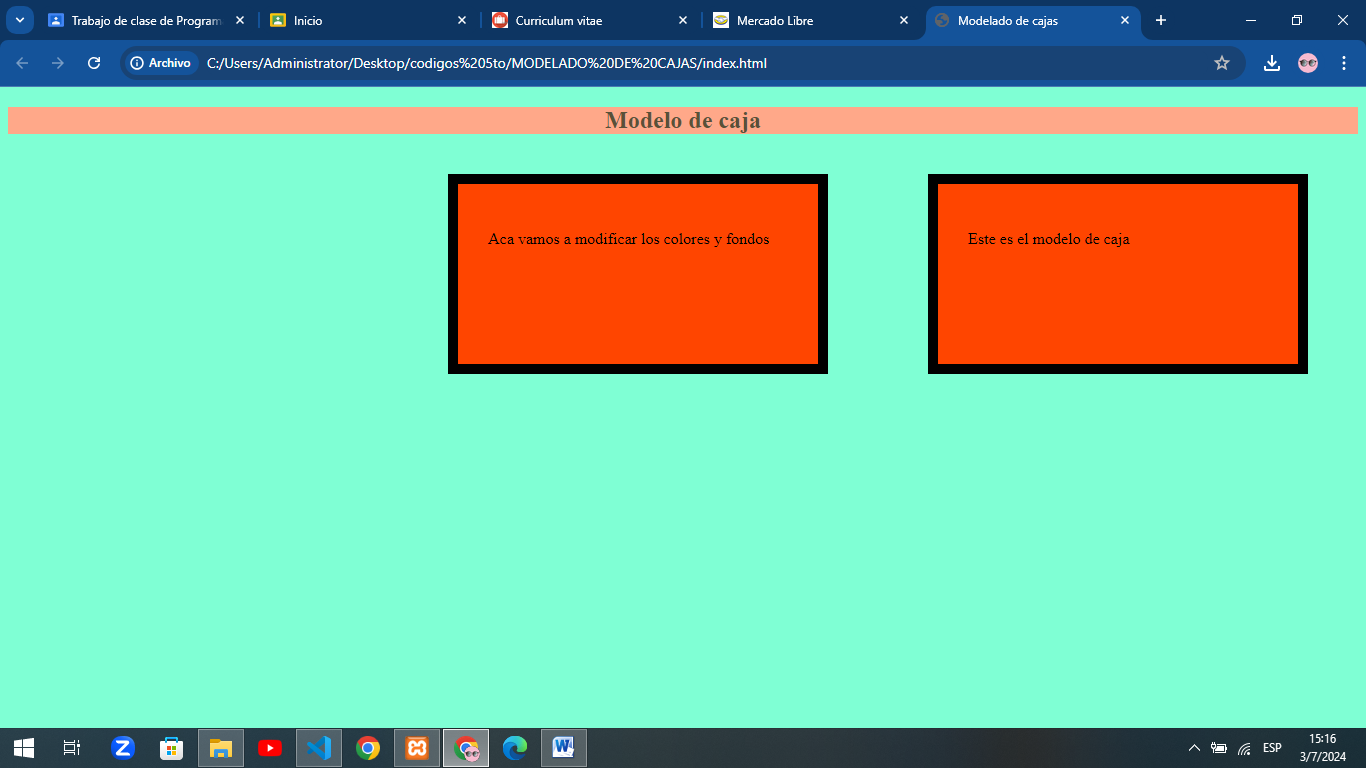 Trabajo de clase de Program
Inicio
Curriculum vitae
Mercado Libre
Modelado de cajas
Archivo
C:/Users/Administrator/Desktop/codigos%205to/MODELADO%20DE%20CAJAS/index.html
Modelo de caja
Aca vamos a modificar los colores y fondos
Este es el modelo de caja
ESP
15:16
3/7/2024